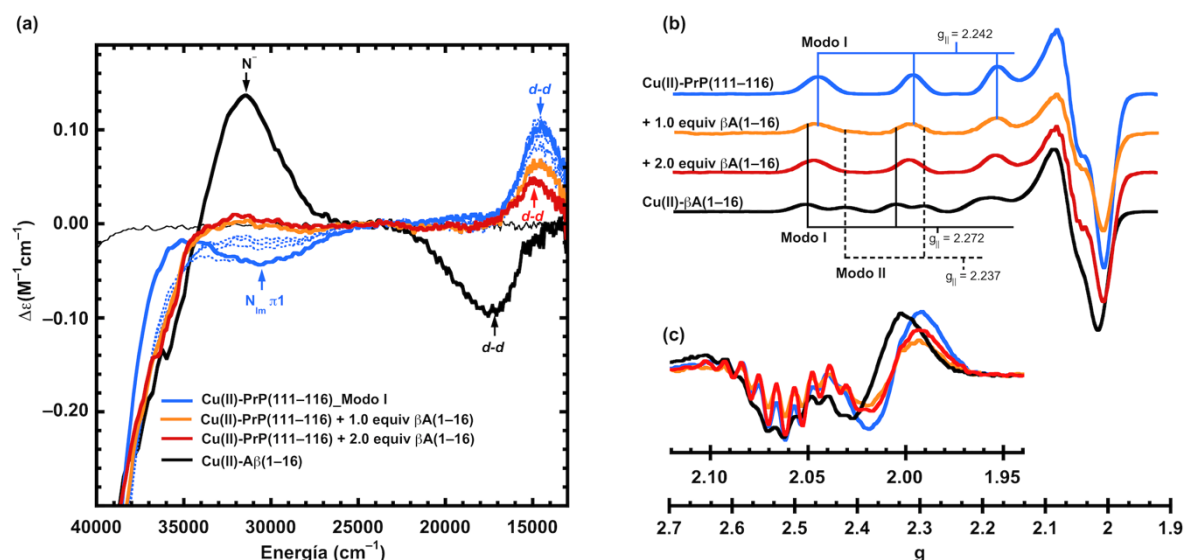 (a)
N⁻
d-d
d-d
N_Im π1
d-d
0.10
0.00
−0.10
−0.20
Δε(M⁻¹cm⁻¹)
Cu(II)-PrP(111–116)_Modo I
Cu(II)-PrP(111–116) + 1.0 equiv βA(1–16)
Cu(II)-PrP(111–116) + 2.0 equiv βA(1–16)
Cu(II)-Aβ(1–16)
40000 35000 30000 25000 20000 15000
Energía (cm⁻¹)
(b)
Modo I
g|| = 2.242
Cu(II)-PrP(111–116)
+ 1.0 equiv βA(1–16)
+ 2.0 equiv βA(1–16)
Cu(II)-βA(1–16)
Modo I
g|| = 2.272
Modo II
g|| = 2.237
(c)
2.10 2.05 2.00 1.95
2.7 2.6 2.5 2.4 2.3 2.2 2.1 2 1.9
g